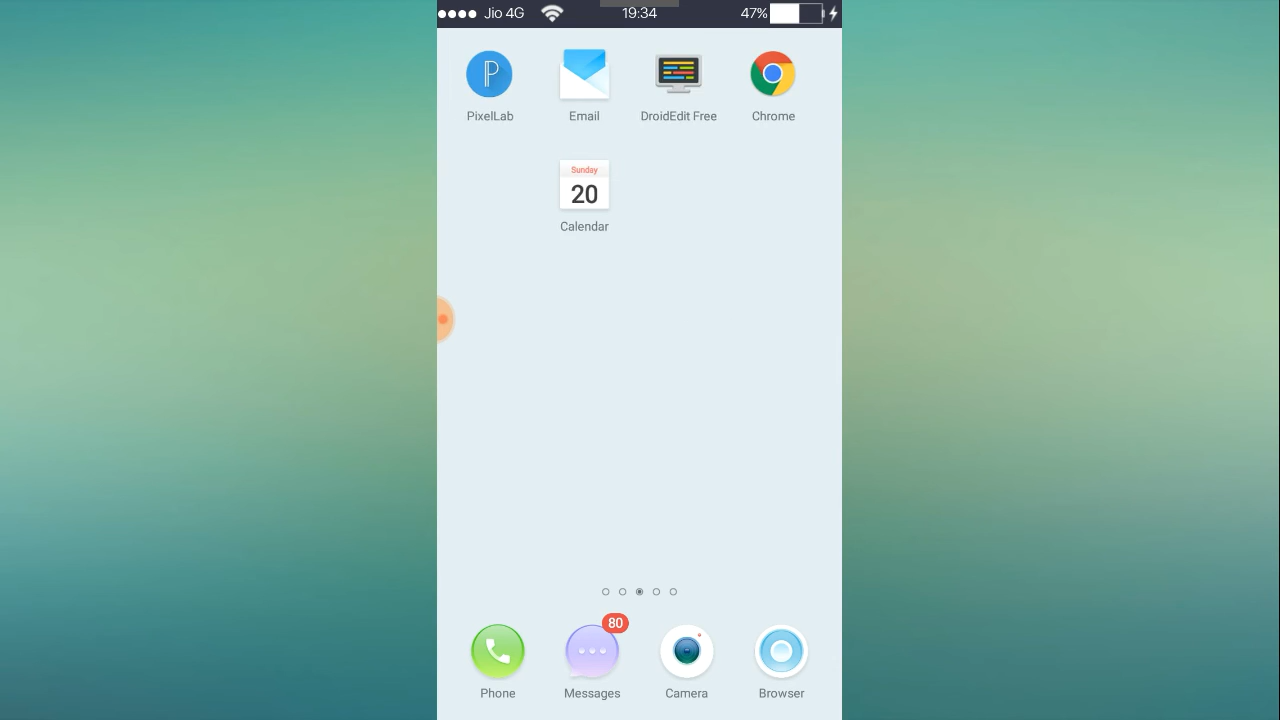 Jio 4G 19:34 47%
PixelLab Email DroidEdit Free Chrome
Sunday
20
Calendar
80
Phone Messages Camera Browser